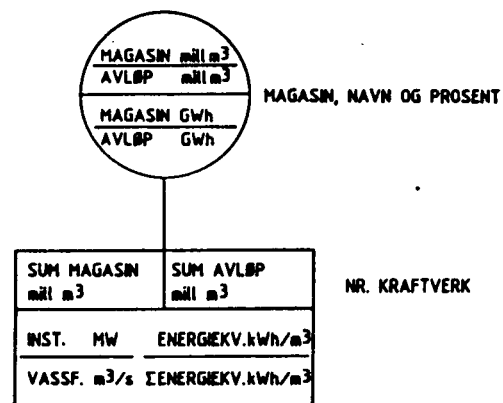 MAGASIN mill m3
AVLØP mill m3
MAGASIN GWh
AVLØP GWh
MAGASIN, NAVN OG PROSENT
SUM MAGASIN mill m3
SUM AVLØP mill m3
NR. KRAFTVERK
INST. MW ENERGIEKV.kWh/m3
VASSF. m3/s ΣENERGIEKV.kWh/m3